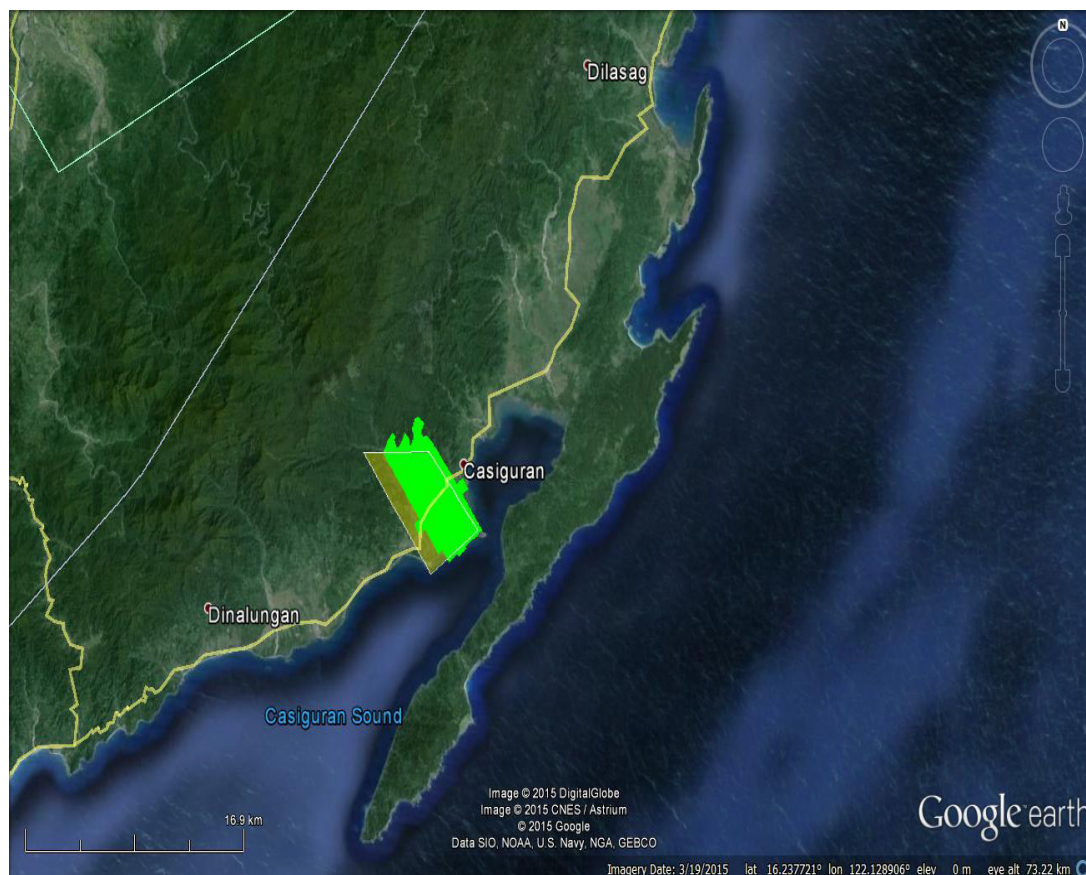 N
Dilasag
Casiguran
Dinalungan
Casiguran Sound
16.9 km
Image © 2015 DigitalGlobe
Image © 2015 CNES / Astrium
© 2015 Google
Data SIO, NOAA, U.S. Navy, NGA, GEBCO
Google earth
Imagery Date: 3/19/2015 lat 16.237721° lon 122.128906° elev 0 m eye alt 73.22 km